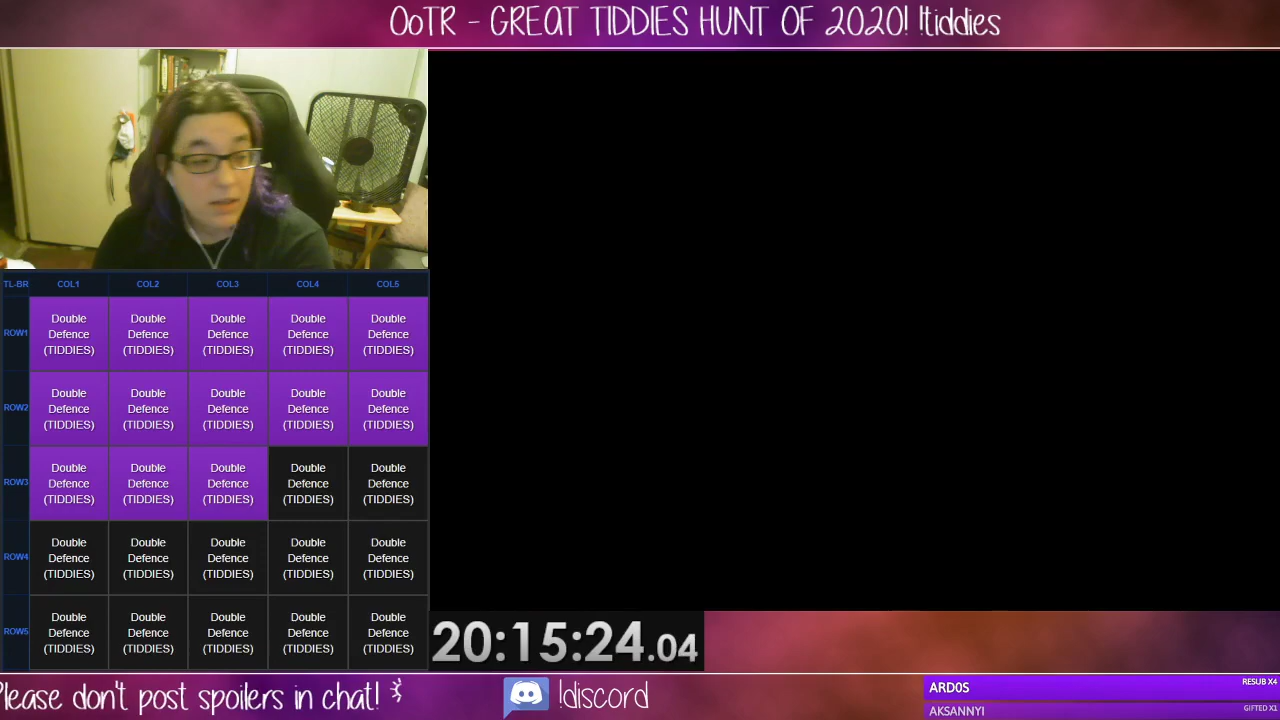 OoTR - GREAT TIDDIES HUNT OF 2020! !tiddies
TL-BR COL1 COL2 COL3 COL4 COL5
ROW1
Double Double Double Double Double
Defence Defence Defence Defence Defence
(TIDDIES) (TIDDIES) (TIDDIES) (TIDDIES) (TIDDIES)
ROW2
Double Double Double Double Double
Defence Defence Defence Defence Defence
(TIDDIES) (TIDDIES) (TIDDIES) (TIDDIES) (TIDDIES)
ROW3
Double Double Double Double Double
Defence Defence Defence Defence Defence
(TIDDIES) (TIDDIES) (TIDDIES) (TIDDIES) (TIDDIES)
ROW4
Double Double Double Double Double
Defence Defence Defence Defence Defence
(TIDDIES) (TIDDIES) (TIDDIES) (TIDDIES) (TIDDIES)
ROW5
Double Double Double Double Double
Defence Defence Defence Defence Defence
(TIDDIES) (TIDDIES) (TIDDIES) (TIDDIES) (TIDDIES)
20:15:24.04
Please don't post spoilers in chat! !discord
ARD0S RESUB X4
AKSANNYI GIFTED X1